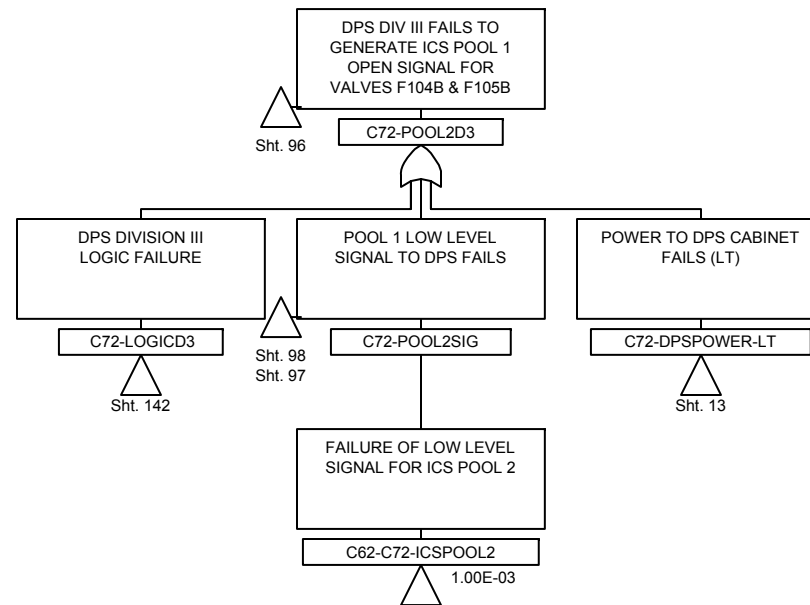 DPS DIV III FAILS TO
GENERATE ICS POOL 1
OPEN SIGNAL FOR
VALVES F104B & F105B
Sht. 96
C72-POOL2D3
DPS DIVISION III
LOGIC FAILURE
POOL 1 LOW LEVEL
SIGNAL TO DPS FAILS
POWER TO DPS CABINET
FAILS (LT)
C72-LOGICD3
Sht. 142
Sht. 98
Sht. 97
C72-POOL2SIG
C72-DPSPOWER-LT
Sht. 13
FAILURE OF LOW LEVEL
SIGNAL FOR ICS POOL 2
C62-C72-ICSPOOL2
1.00E-03